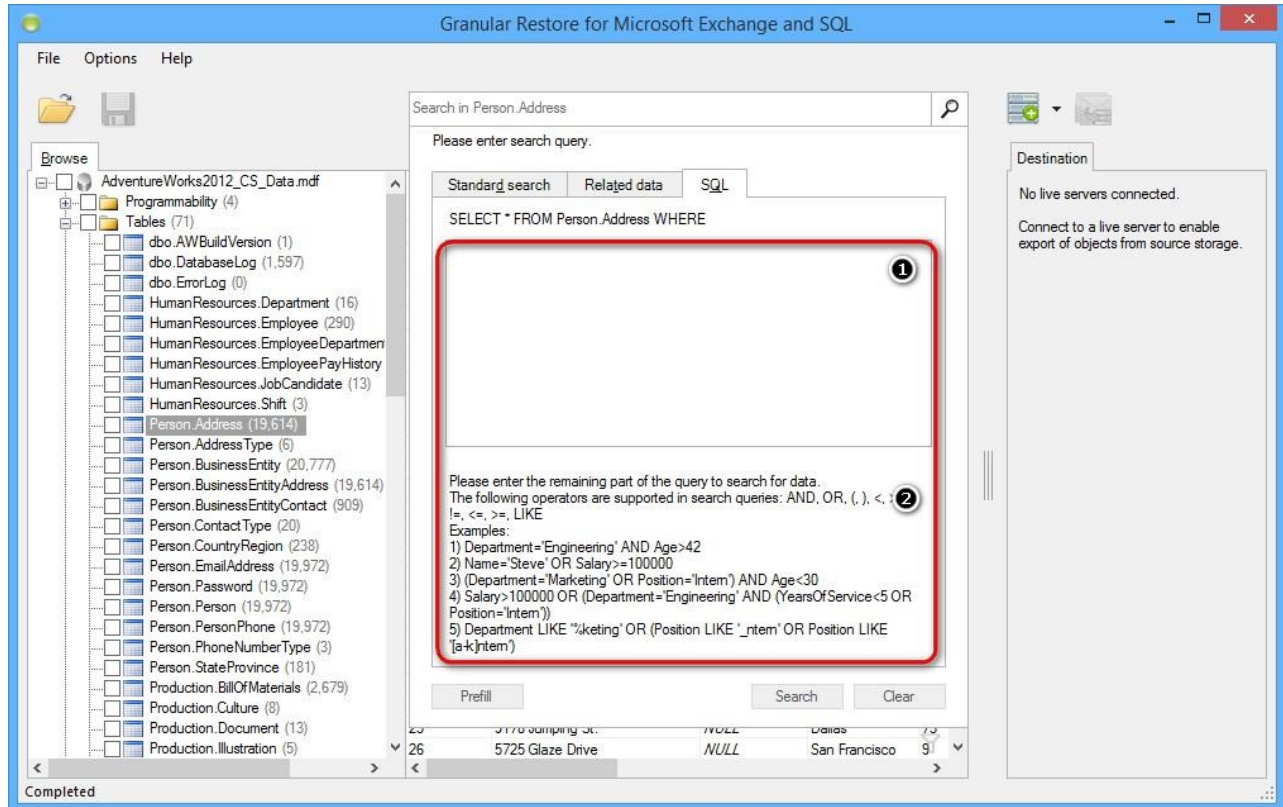 Granular Restore for Microsoft Exchange and SQL
File Options Help
Search in Person.Address
Please enter search query.
Browse
AdventureWorks2012_CS_Data.mdf
Programmability (4)
Tables (71)
dbo.AWBuildVersion (1)
dbo.DatabaseLog (1,597)
dbo.ErrorLog (0)
HumanResources.Department (16)
HumanResources.Employee (290)
HumanResources.EmployeeDepartmen
HumanResources.EmployeePayHistory
HumanResources.JobCandidate (13)
HumanResources.Shift (3)
Person.Address (19,614)
Person.AddressType (6)
Person.BusinessEntity (20,777)
Person.BusinessEntityAddress (19,614)
Person.BusinessEntityContact (909)
Person.ContactType (20)
Person.CountryRegion (238)
Person.EmailAddress (19,972)
Person.Password (19,972)
Person.Person (19,972)
Person.PersonPhone (19,972)
Person.PhoneNumberType (3)
Person.StateProvince (181)
Production.BillOfMaterials (2,679)
Production.Culture (8)
Production.Document (13)
Production.Illustration (5)
Standard search Related data SQL
SELECT * FROM Person.Address WHERE
1
Please enter the remaining part of the query to search for data.
The following operators are supported in search queries: AND, OR, (, ), <,
2
!=, <=, >=, LIKE
Examples:
1) Department='Engineering' AND Age>42
2) Name='Steve' OR Salary>=100000
3) (Department='Marketing' OR Position='Intern') AND Age<30
4) Salary>100000 OR (Department='Engineering' AND (YearsOfService<5 OR
Position='Intern'))
5) Department LIKE '%keting' OR (Position LIKE '_ntern' OR Position LIKE
'[a-k]ntern')
Prefill Search Clear
26 5725 Glaze Drive NULL San Francisco 9
Destination
No live servers connected.
Connect to a live server to enable
export of objects from source storage.
Completed